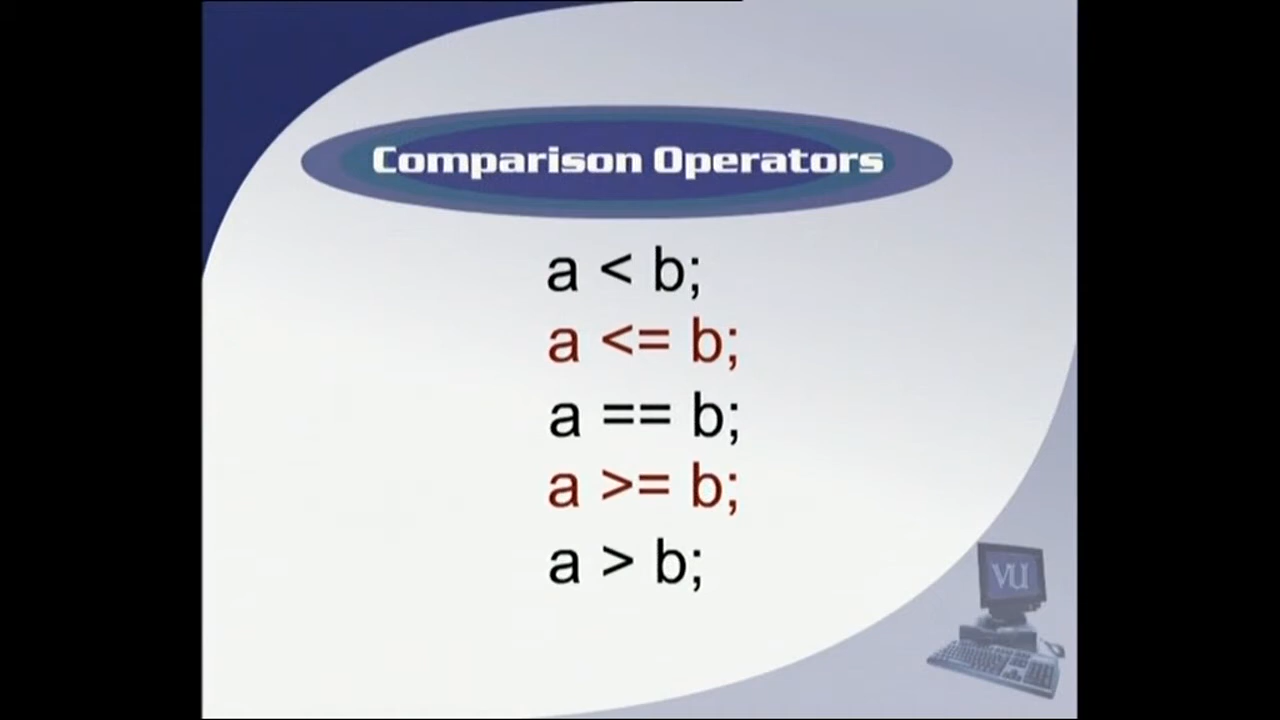 Comparison Operators
a < b;
a <= b;
a == b;
a >= b;
a > b;
VU